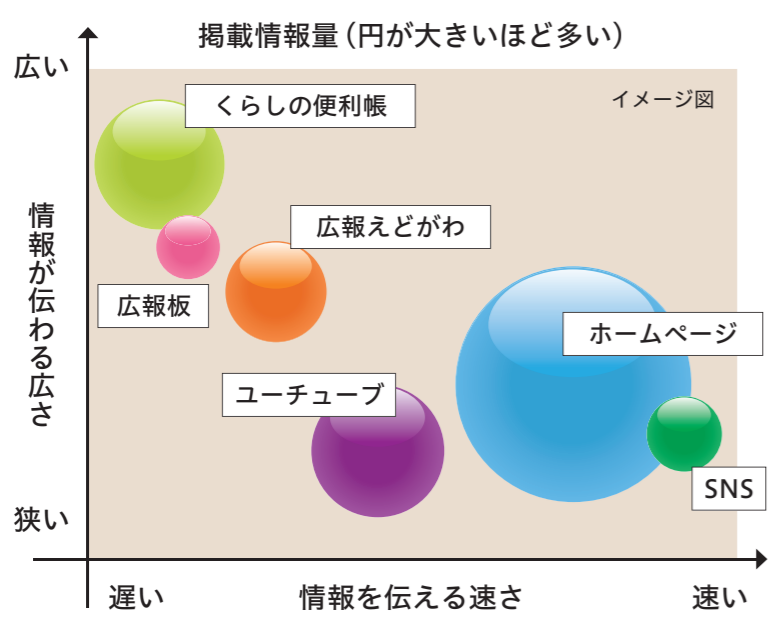 掲載情報量（円が大きいほど多い）
広い
イメージ図
くらしの便利帳
広報えどがわ
情報が伝わる広さ
広報板
ホームページ
ユーチューブ
SNS
狭い
遅い
情報を伝える速さ
速い